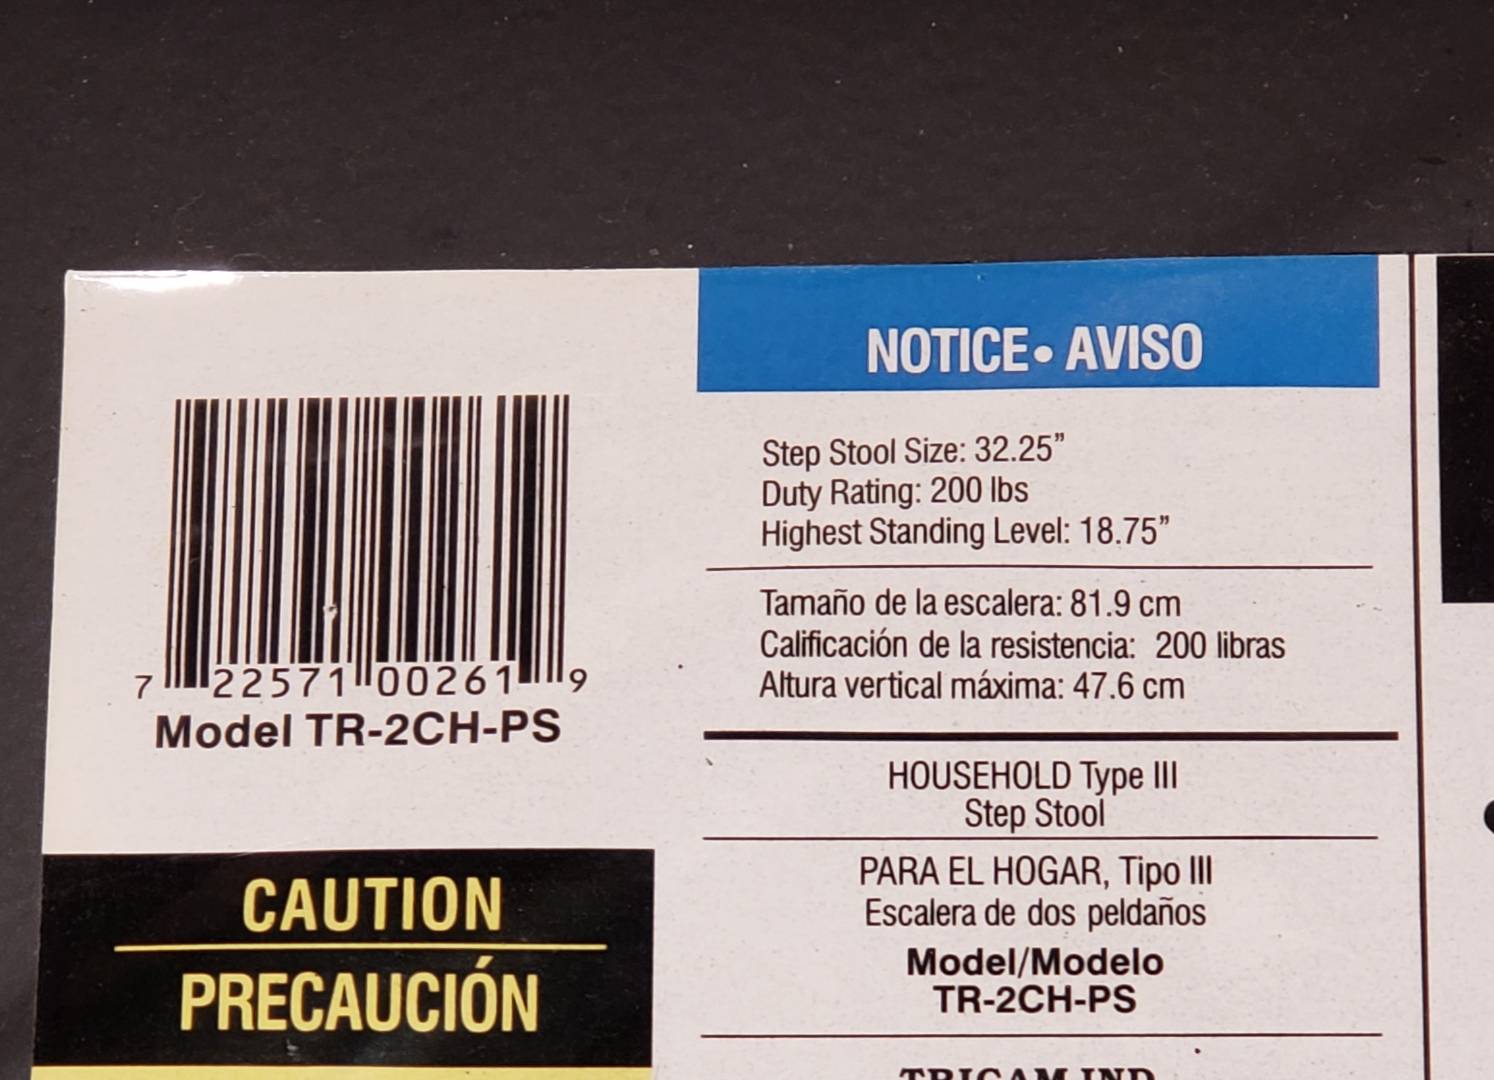 7 22571 00261 9
Model TR-2CH-PS
CAUTION
PRECAUCIÓN
NOTICE• AVISO
Step Stool Size: 32.25”
Duty Rating: 200 lbs
Highest Standing Level: 18.75”
Tamaño de la escalera: 81.9 cm
Calificación de la resistencia: 200 libras
Altura vertical máxima: 47.6 cm
HOUSEHOLD Type III
Step Stool
PARA EL HOGAR, Tipo III
Escalera de dos peldaños
Model/Modelo
TR-2CH-PS
TRICAM IND